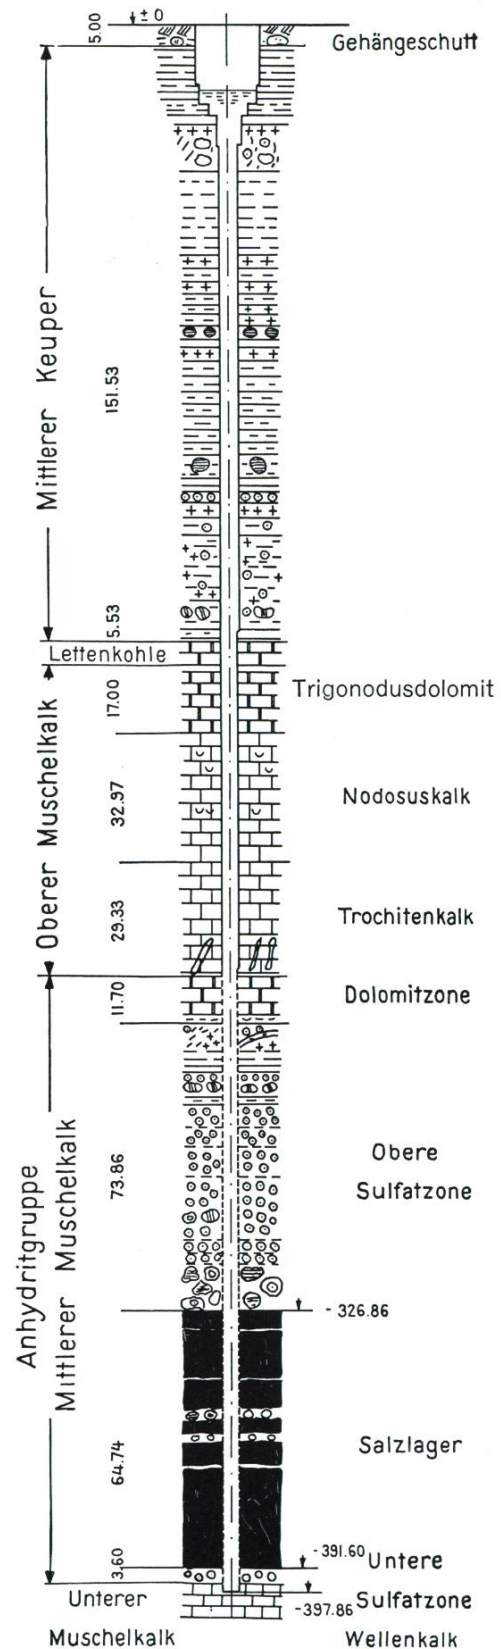 ± 0
5.00
Gehängeschutt
Mittlerer Keuper
151.53
5.53
Lettenkohle
Oberer Muschelkalk
17.00
Trigonodusdolomit
32.97
Nodosuskalk
29.33
Trochitenkalk
11.70
Dolomitzone
Anhydritgruppe
Mittlerer Muschelkalk
73.86
Obere
Sulfatzone
- 326.86
64.74
Salzlager
3.60
-391.60
Untere
Sulfatzone
-397.86
Unterer
Muschelkalk
Wellenkalk